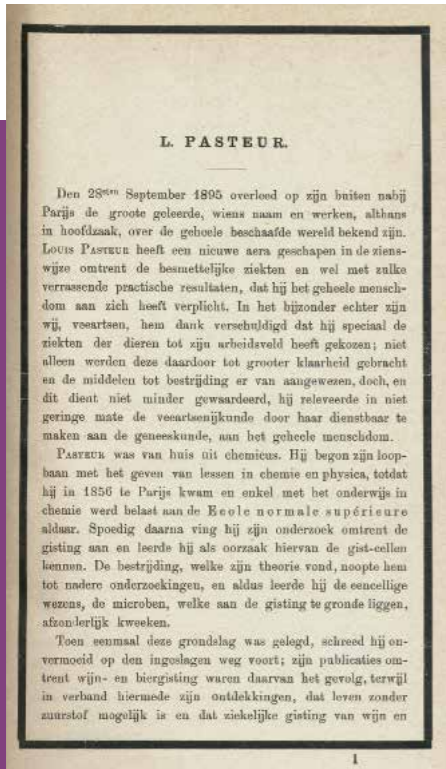 L. PASTEUR.
Den 28sten September 1895 overleed op zijn buiten nabij
Parijs de groote geleerde, wiens naam en werken, althans
in hoofdzaak, over de geheele beschaafde wereld bekend zijn.
Louis Pasteur heeft een nieuwe aera geschapen in de ziens-
wijze omtrent de besmettelijke ziekten en wel met zulke
verrassende practische resultaten, dat hij het geheele mensch-
dom aan zich heeft verplicht. In het bijzonder echter zijn
wij, veeartsen, hem dank verschuldigd dat hij speciaal de
ziekten der dieren tot zijn arbeidsveld heeft gekozen; niet
alleen werden deze daardoor tot grooter klaarheid gebracht
en de middelen tot bestrijding er van aangewezen, doch, en
dit dient niet minder gewaardeerd, hij releveerde in niet
geringe mate de veeartsenijkunde door haar dienstbaar te
maken aan de geneeskunde, aan het geheele menschdom.
Pasteur was van huis uit chemicus. Hij begon zijn loop-
baan met het geven van lessen in chemie en physica, totdat
hij in 1856 te Parijs kwam en enkel met het onderwijs in
chemie werd belast aan de Ecole normale supérieure
aldaar. Spoedig daarna ving hij zijn onderzoek omtrent de
gisting aan en leerde hij als oorzaak hiervan de gist-cellen
kennen. De bestrijding, welke zijn theorie vond, noopte hem
tot nadere onderzoekingen, en aldus leerde hij de eencellige
wezens, de microben, welke aan de gisting te gronde liggen,
afzonderlijk kweeken.
Toen eenmaal deze grondslag was gelegd, schreed hij on-
vermoeid op den ingeslagen weg voort; zijn publicaties om-
trent wijn- en biergisting waren daarvan het gevolg, terwijl
in verband hiermede zijn ontdekkingen, dat leven zonder
zuurstof mogelijk is en dat ziekelijke gisting van wijn en
1